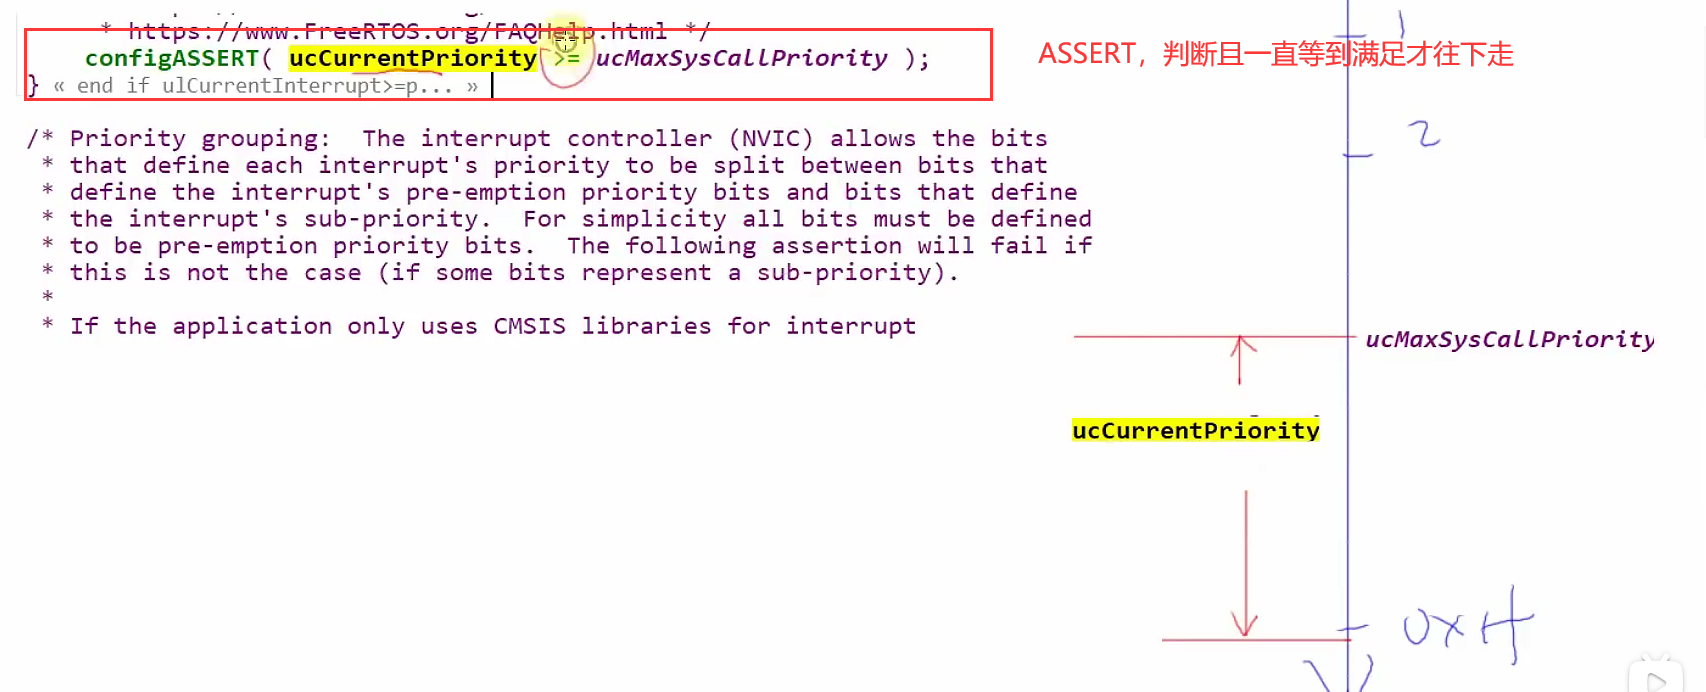 * https://www.FreeRTOS.org/FAQHelp.html */
configASSERT( ucCurrentPriority >= ucMaxSysCallPriority );
} « end if ulCurrentInterrupt>=p... »
ASSERT，判断且一直等到满足才往下走
1
2
/* Priority grouping:  The interrupt controller (NVIC) allows the bits
* that define each interrupt's priority to be split between bits that
* define the interrupt's pre-emption priority bits and bits that define
* the interrupt's sub-priority.  For simplicity all bits must be defined
* to be pre-emption priority bits.  The following assertion will fail if
* this is not the case (if some bits represent a sub-priority).
*
* If the application only uses CMSIS libraries for interrupt
ucMaxSysCallPriority
ucCurrentPriority